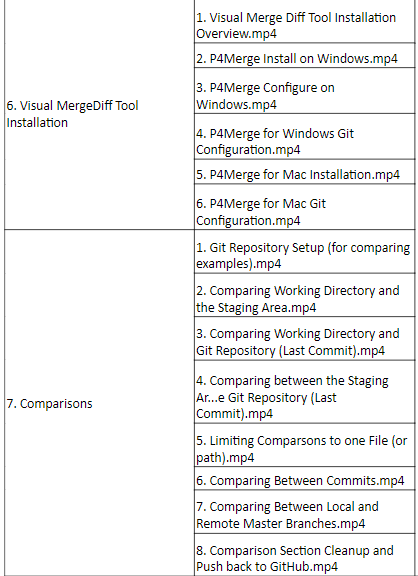 6. Visual MergeDiff Tool
Installation
1. Visual Merge Diff Tool Installation
Overview.mp4
2. P4Merge Install on Windows.mp4
3. P4Merge Configure on
Windows.mp4
4. P4Merge for Windows Git
Configuration.mp4
5. P4Merge for Mac Installation.mp4
6. P4Merge for Mac Git
Configuration.mp4
7. Comparisons
1. Git Repository Setup (for comparing
examples).mp4
2. Comparing Working Directory and
the Staging Area.mp4
3. Comparing Working Directory and
Git Repository (Last Commit).mp4
4. Comparing between the Staging
Ar...e Git Repository (Last
Commit).mp4
5. Limiting Comparsons to one File (or
path).mp4
6. Comparing Between Commits.mp4
7. Comparing Between Local and
Remote Master Branches.mp4
8. Comparison Section Cleanup and
Push back to GitHub.mp4